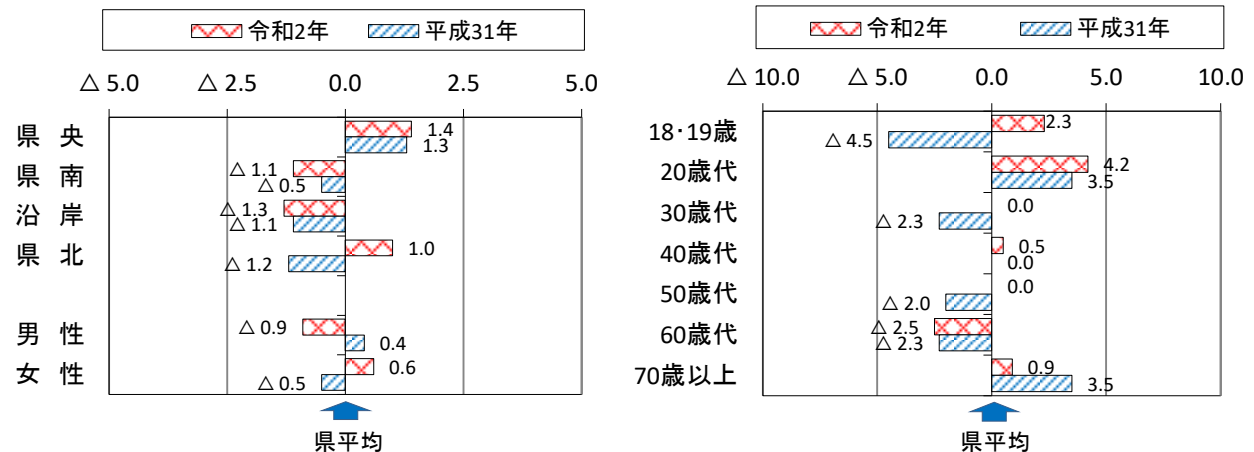 令和2年 平成31年
△ 5.0 △ 2.5 0.0 2.5 5.0
県 央 1.4
1.3
県 南 △ 1.1
△ 0.5
沿 岸 △ 1.3
△ 1.1
県 北 1.0
△ 1.2
男 性 △ 0.9
0.4
女 性 0.6
△ 0.5
県平均
令和2年 平成31年
△ 10.0 △ 5.0 0.0 5.0 10.0
18･19歳 2.3
△ 4.5
20歳代 4.2
3.5
30歳代 0.0
△ 2.3
40歳代 0.5
0.0
50歳代 0.0
△ 2.0
60歳代 △ 2.5
△ 2.3
70歳以上 0.9
3.5
県平均